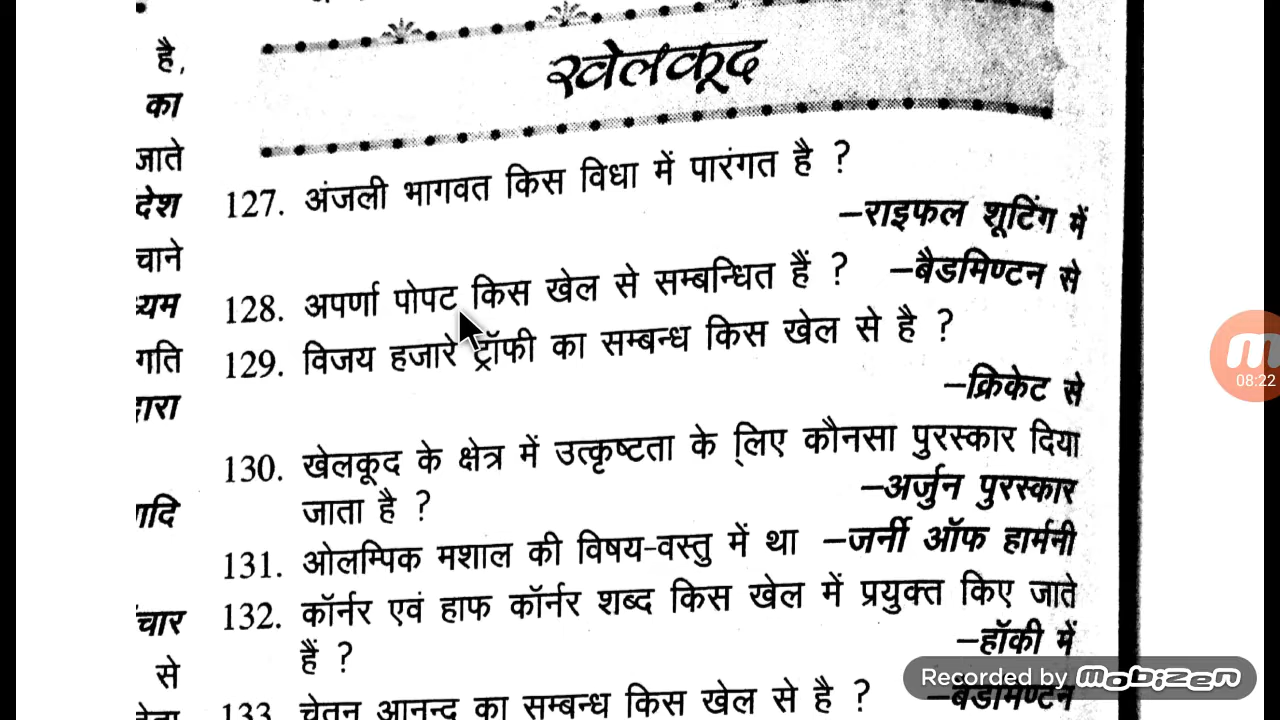 है,
का
जाते
देश
चाने
गति
से
खेलकूद
127. अंजली भागवत किस विधा में पारंगत है ?
–राइफल शूटिंग में
128. अपर्णा पोपट किस खेल से सम्बन्धित हैं ? –बैडमिण्टन से
129. विजय हजारे ट्रॉफी का सम्बन्ध किस खेल से है ?
–क्रिकेट से
130. खेलकूद के क्षेत्र में उत्कृष्टता के लिए कौनसा पुरस्कार दिया
जाता है ?
–अर्जुन पुरस्कार
131. ओलम्पिक मशाल की विषय-वस्तु में था –जर्नी ऑफ हार्मनी
132. कॉर्नर एवं हाफ कॉर्नर शब्द किस खेल में प्रयुक्त किए जाते
हैं ?
–हॉकी में
133. चेतन आनन्द का सम्बन्ध किस खेल से है ? –बैडमिण्टन
08:22
Recorded by mobizen